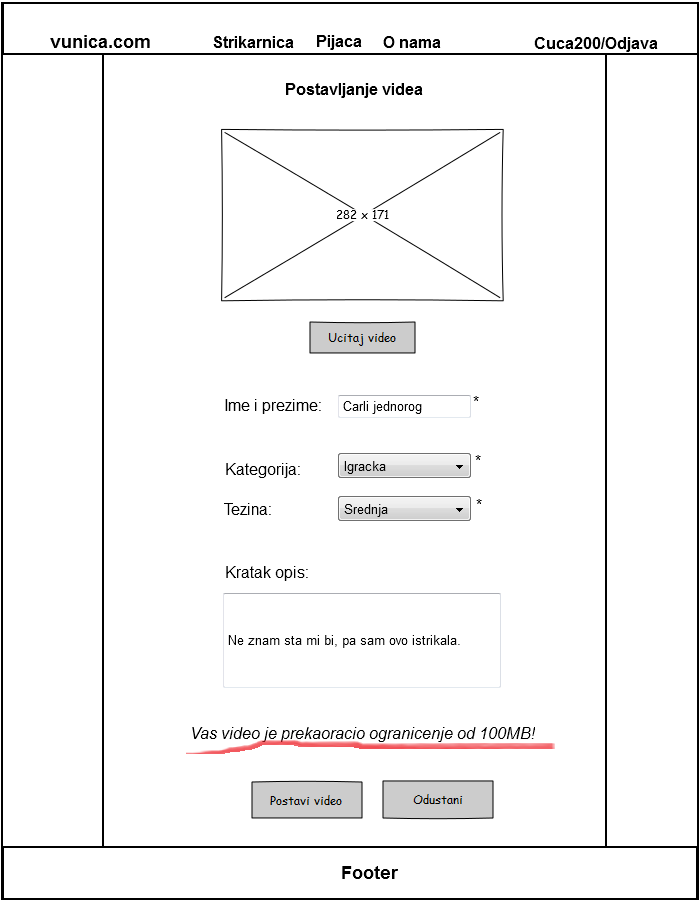 vunica.com Strikarnica Pijaca O nama Cuca200/Odjava
Postavljanje videa
282 x 171
Ucitaj video
Ime i prezime: Carli jednorog *
Kategorija: Igracka *
Tezina: Srednja *
Kratak opis:
Ne znam sta mi bi, pa sam ovo istrikala.
Vas video je prekaoracio ogranicenje od 100MB!
Postavi video Odustani
Footer